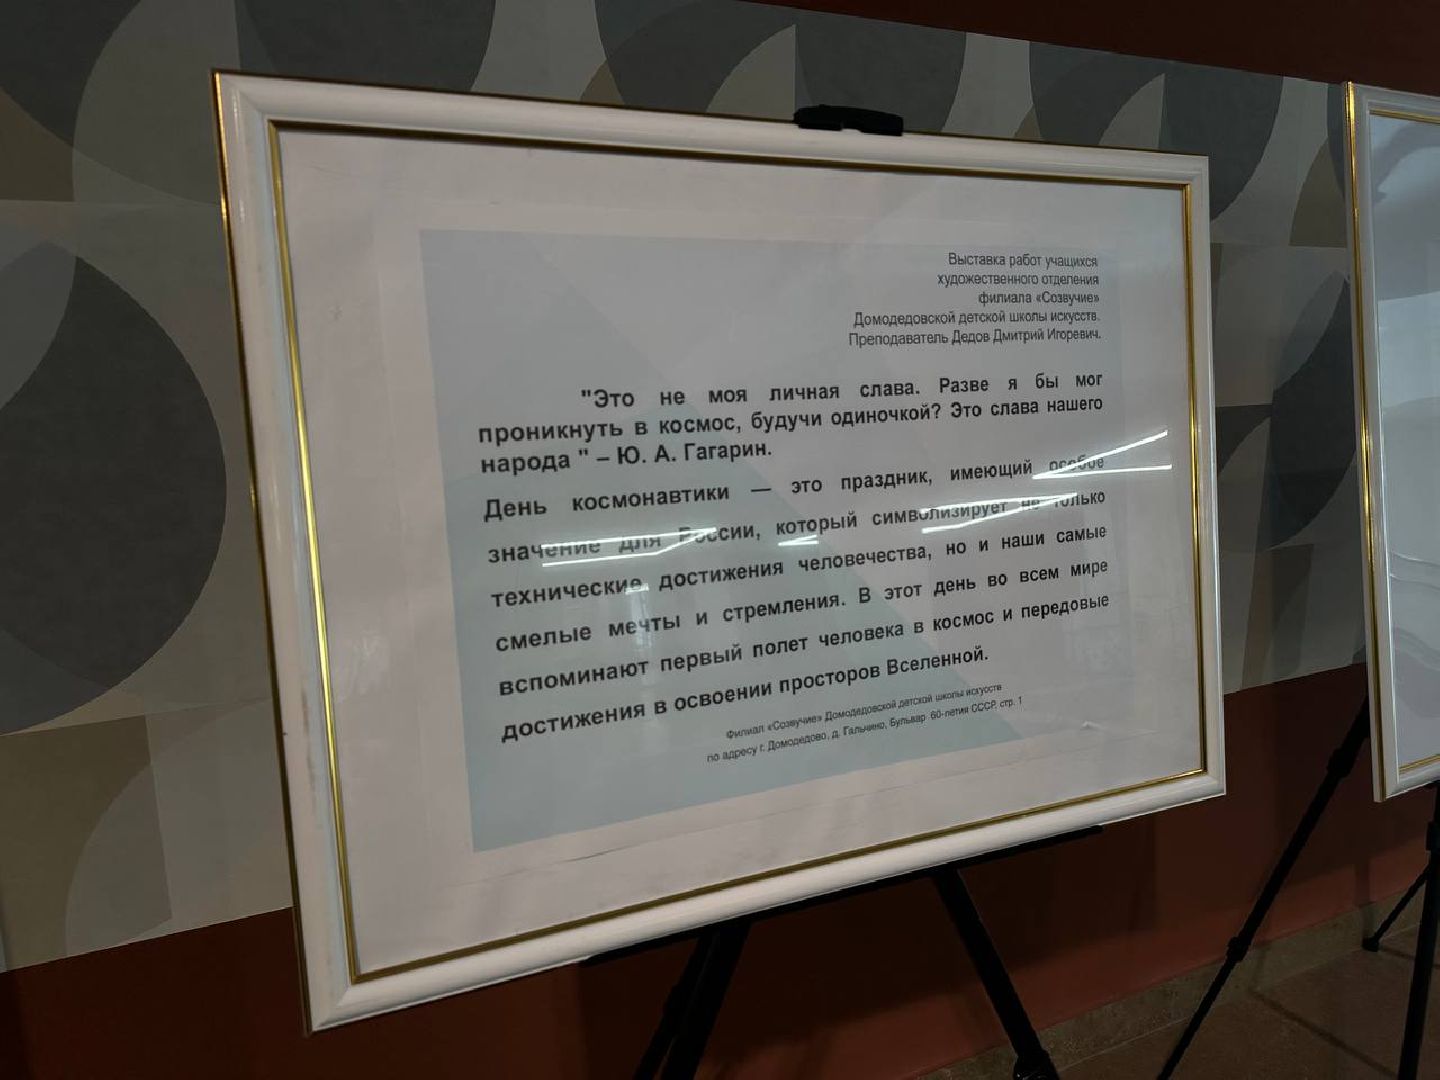 Выставка работ учащихся
художественного отделения
филиала «Созвучие»
Домодедовской детской школы искусств.
Преподаватель Дедов Дмитрий Игоревич.
"Это не моя личная слава. Разве я бы мог
проникнуть в космос, будучи одиночкой? Это слава нашего
народа " – Ю. А. Гагарин.
День космонавтики — это праздник, имеющий особое
значение для России, который символизирует не только
технические достижения человечества, но и наши самые
смелые мечты и стремления. В этот день во всем мире
вспоминают первый полет человека в космос и передовые
достижения в освоении просторов Вселенной.
Филиал «Созвучие» Домодедовской детской школы искусств
по адресу г. Домодедово, д. Гальчино, Бульвар 60-летия СССР, стр. 1